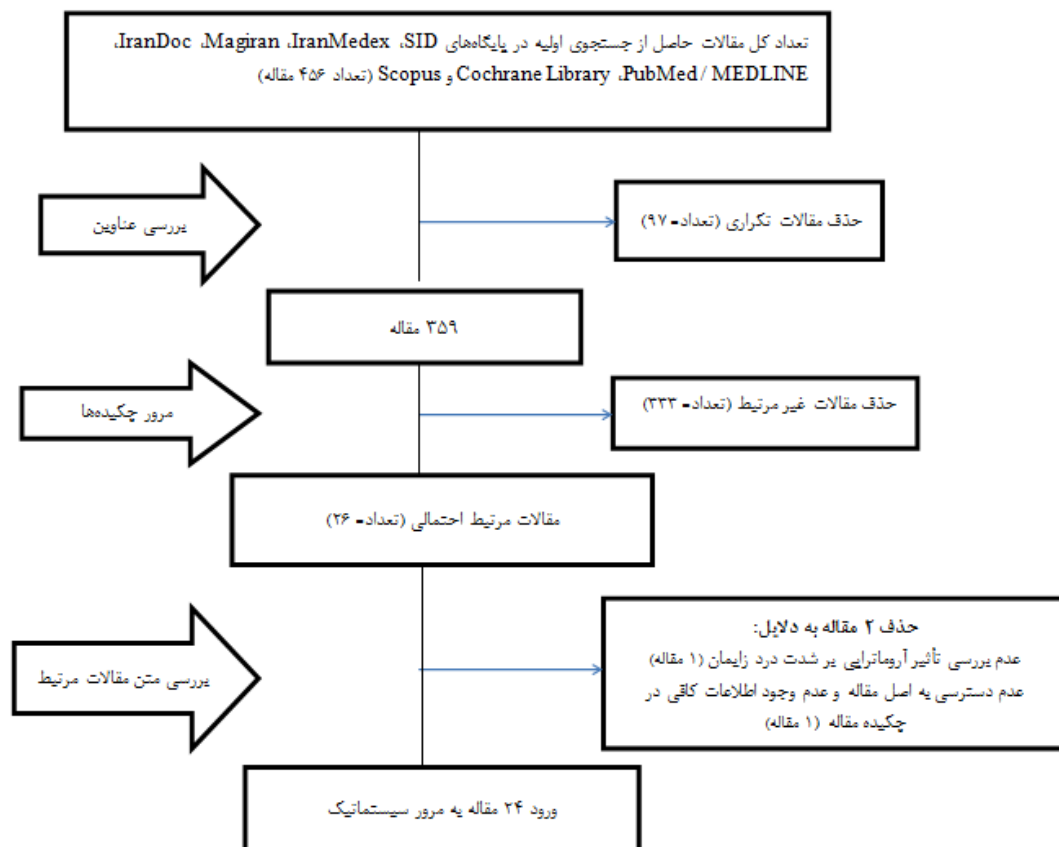 تعداد کل مقالات حاصل از جستجوی اولیه در پایگاه‌های SID، IranMedex، Magiran، IranDoc،
PubMed / MEDLINE، Cochrane Library و Scopus (تعداد ۴۵۶ مقاله)
بررسی عناوین
حذف مقالات تکراری (تعداد= ۹۷)
۳۵۹ مقاله
مرور چکیده‌ها
حذف مقالات غیر مرتبط (تعداد= ۳۳۳)
مقالات مرتبط احتمالی (تعداد= ۲۶)
بررسی متن مقالات مرتبط
حذف ۲ مقاله به دلایل:
عدم بررسی تأثیر آروماتراپی بر شدت درد زایمان (۱ مقاله)
عدم دسترسی به اصل مقاله و عدم وجود اطلاعات کافی در
چکیده مقاله (۱ مقاله)
ورود ۲۴ مقاله به مرور سیستماتیک